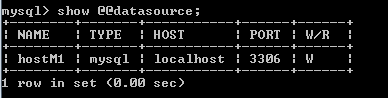 mysql> show @@datasource;
+--------+-------+-----------+------+------+
| NAME   | TYPE  | HOST      | PORT | W/R  |
+--------+-------+-----------+------+------+
| hostM1 | mysql | localhost | 3306 | W    |
+--------+-------+-----------+------+------+
1 row in set (0.00 sec)